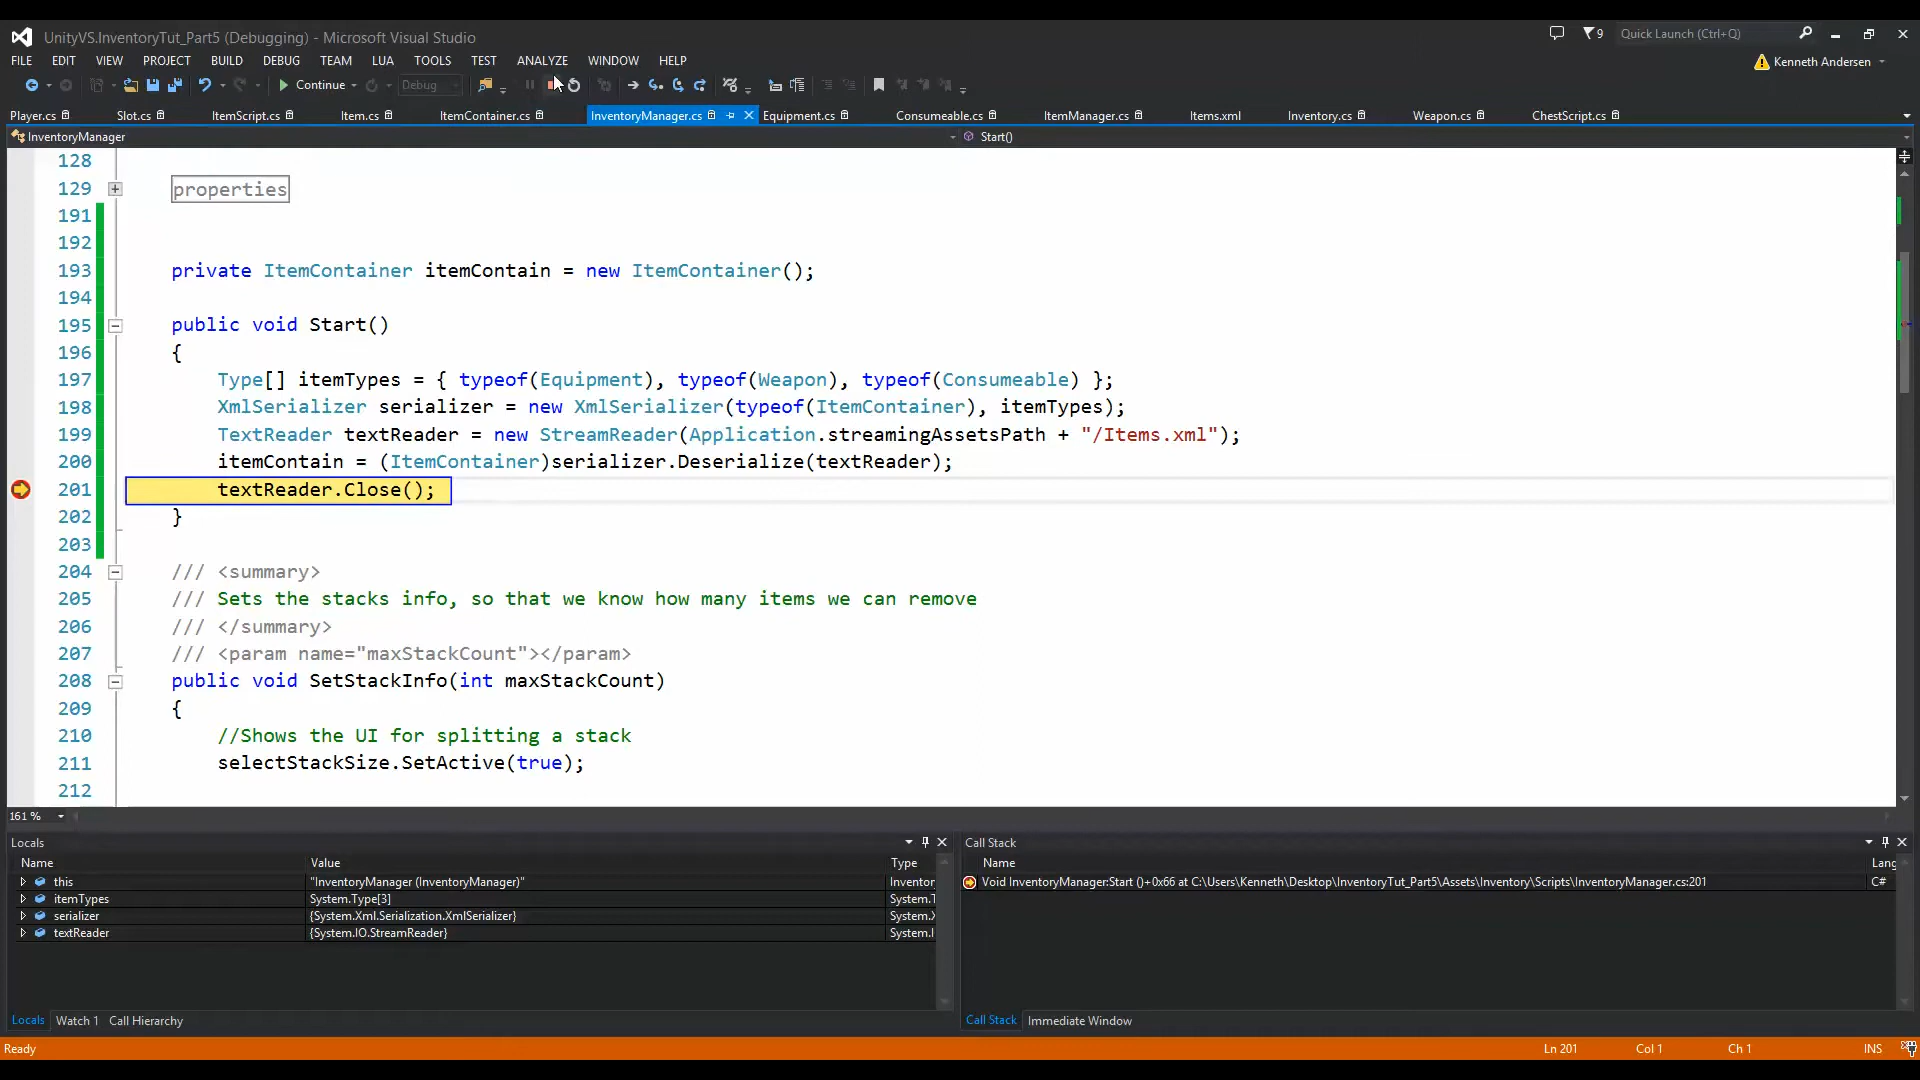 UnityVS.InventoryTut_Part5 (Debugging) - Microsoft Visual Studio
9
Quick Launch (Ctrl+Q)
FILE EDIT VIEW PROJECT BUILD DEBUG TEAM LUA TOOLS TEST ANALYZE WINDOW HELP
Kenneth Andersen
Continue
Debug
Player.cs Slot.cs ItemScript.cs Item.cs ItemContainer.cs InventoryManager.cs Equipment.cs Consumeable.cs ItemManager.cs Items.xml Inventory.cs Weapon.cs ChestScript.cs
InventoryManager
Start()
128
129 properties
191
192
193 private ItemContainer itemContain = new ItemContainer();
194
195 public void Start()
196 {
197 Type[] itemTypes = { typeof(Equipment), typeof(Weapon), typeof(Consumeable) };
198 XmlSerializer serializer = new XmlSerializer(typeof(ItemContainer), itemTypes);
199 TextReader textReader = new StreamReader(Application.streamingAssetsPath + "/Items.xml");
200 itemContain = (ItemContainer)serializer.Deserialize(textReader);
201 textReader.Close();
202 }
203
204 /// <summary>
205 /// Sets the stacks info, so that we know how many items we can remove
206 /// </summary>
207 /// <param name="maxStackCount"></param>
208 public void SetStackInfo(int maxStackCount)
209 {
210 //Shows the UI for splitting a stack
211 selectStackSize.SetActive(true);
212
161 %
Locals
Name Value Type
this "InventoryManager (InventoryManager)" Inventor
itemTypes System.Type[3] System.T
serializer {System.Xml.Serialization.XmlSerializer} System.X
textReader {System.IO.StreamReader} System.I
Locals Watch 1 Call Hierarchy
Call Stack
Name Lang
Void InventoryManager:Start ()+0x66 at C:\Users\Kenneth\Desktop\InventoryTut_Part5\Assets\Inventory\Scripts\InventoryManager.cs:201 C#
Call Stack Immediate Window
Ready Ln 201 Col 1 Ch 1 INS